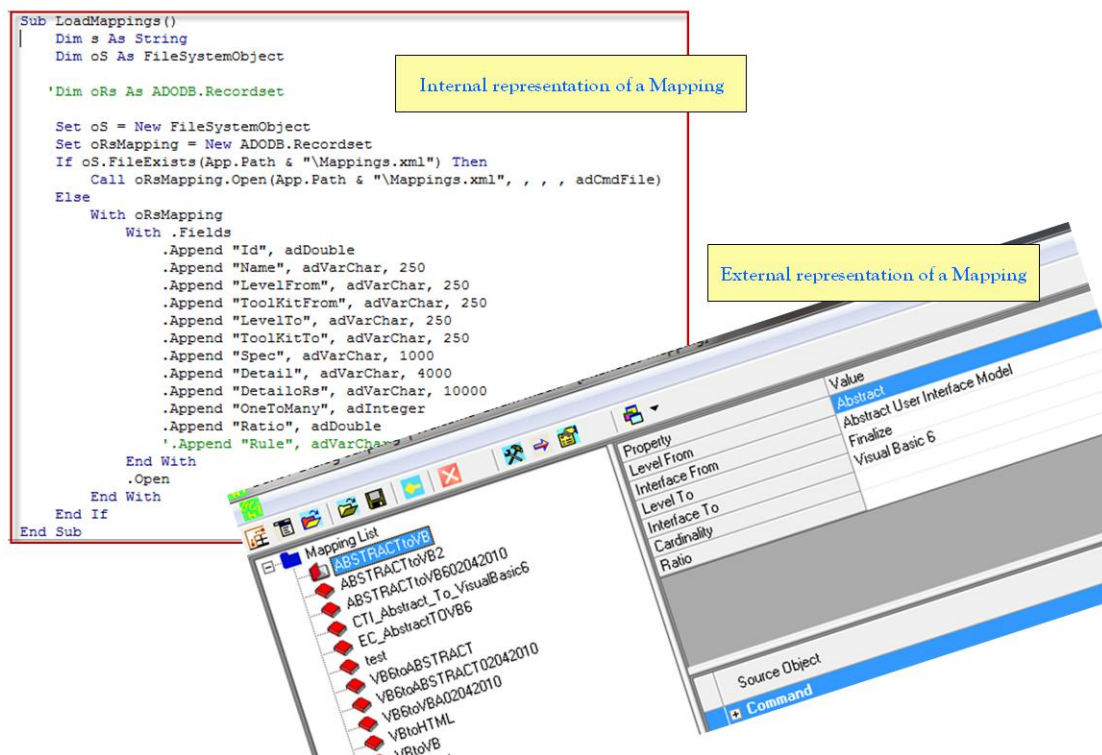 Sub LoadMappings()
Dim s As String
Dim oS As FileSystemObject
'Dim oRs As ADODB.Recordset
Set oS = New FileSystemObject
Set oRsMapping = New ADODB.Recordset
If oS.FileExists(App.Path & "\Mappings.xml") Then
Call oRsMapping.Open(App.Path & "\Mappings.xml", , , , adCmdFile)
Else
With oRsMapping
With .Fields
.Append "Id", adDouble
.Append "Name", adVarChar, 250
.Append "LevelFrom", adVarChar, 250
.Append "ToolKitFrom", adVarChar, 250
.Append "LevelTo", adVarChar, 250
.Append "ToolKitTo", adVarChar, 250
.Append "Spec", adVarChar, 1000
.Append "Detail", adVarChar, 4000
.Append "DetailoRs", adVarChar, 10000
.Append "OneToMany", adInteger
.Append "Ratio", adDouble
'.Append "Rule", adVarChar
End With
.Open
End With
End If
End Sub
Internal representation of a Mapping
External representation of a Mapping
Mapping List
ABSTRACTtoVB
ABSTRACTtoVB2
ABSTRACTtoVB602042010
CTI_Abstract_To_VisualBasic6
EC_AbstractTOVB6
test
VB6toABSTRACT
VB6toABSTRACT02042010
VB6toVBA02042010
VBtoHTML
VBtoVB
Property Value
Level From Abstract
Interface From Abstract User Interface Model
Level To Finalize
Interface To Visual Basic 6
Cardinality
Ratio
Source Object
Command